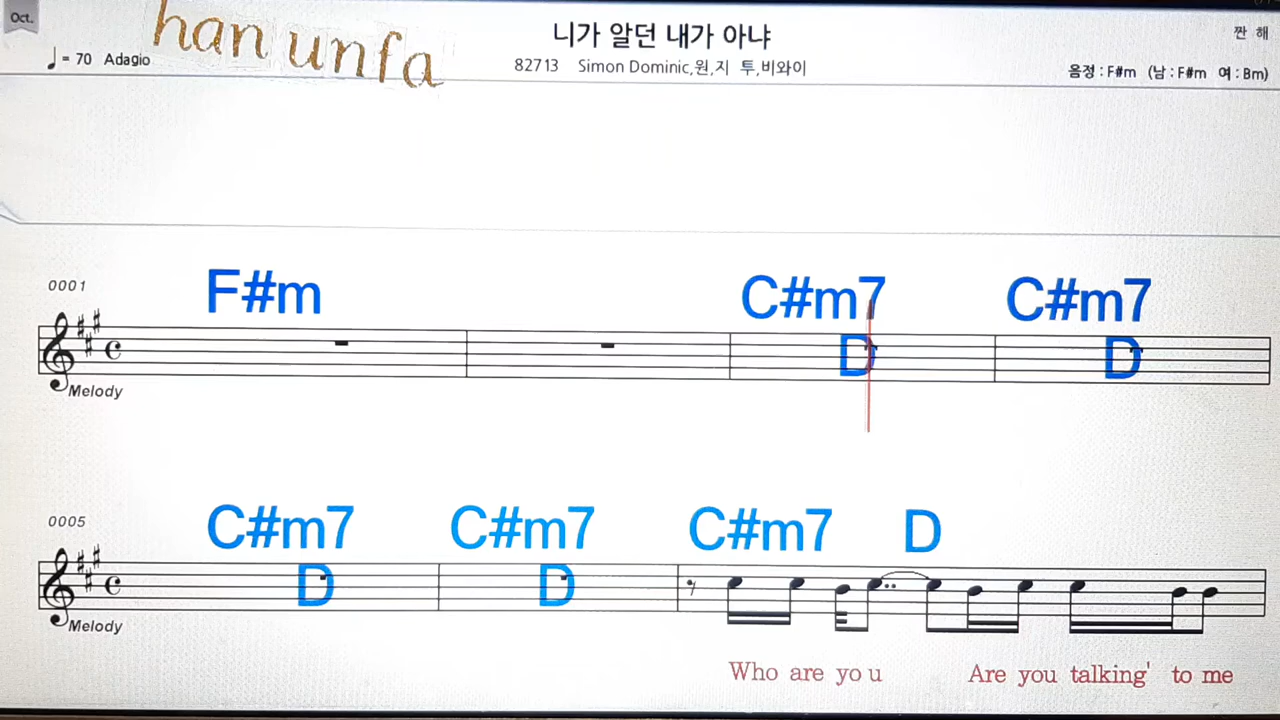 Oct.
♩ = 70 Adagio
han unfa
니가 알던 내가 아냐
82713 Simon Dominic,원,지 투,비와이
짠 해
음정 : F#m (남 : F#m 여 : Bm)
0001
F#m C#m7 C#m7
D D
Melody
0005
C#m7 C#m7 C#m7 D
D D
Melody
Who are you Are you talking' to me